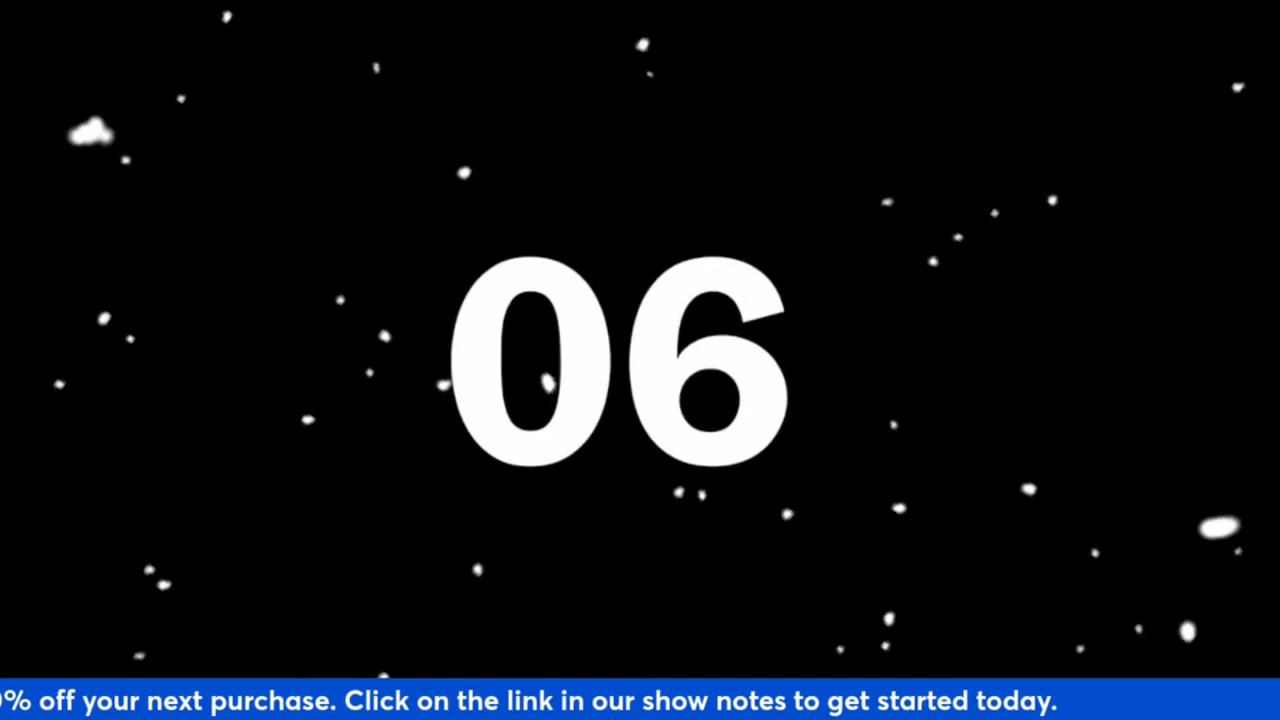 06
% off your next purchase. Click on the link in our show notes to get started today.